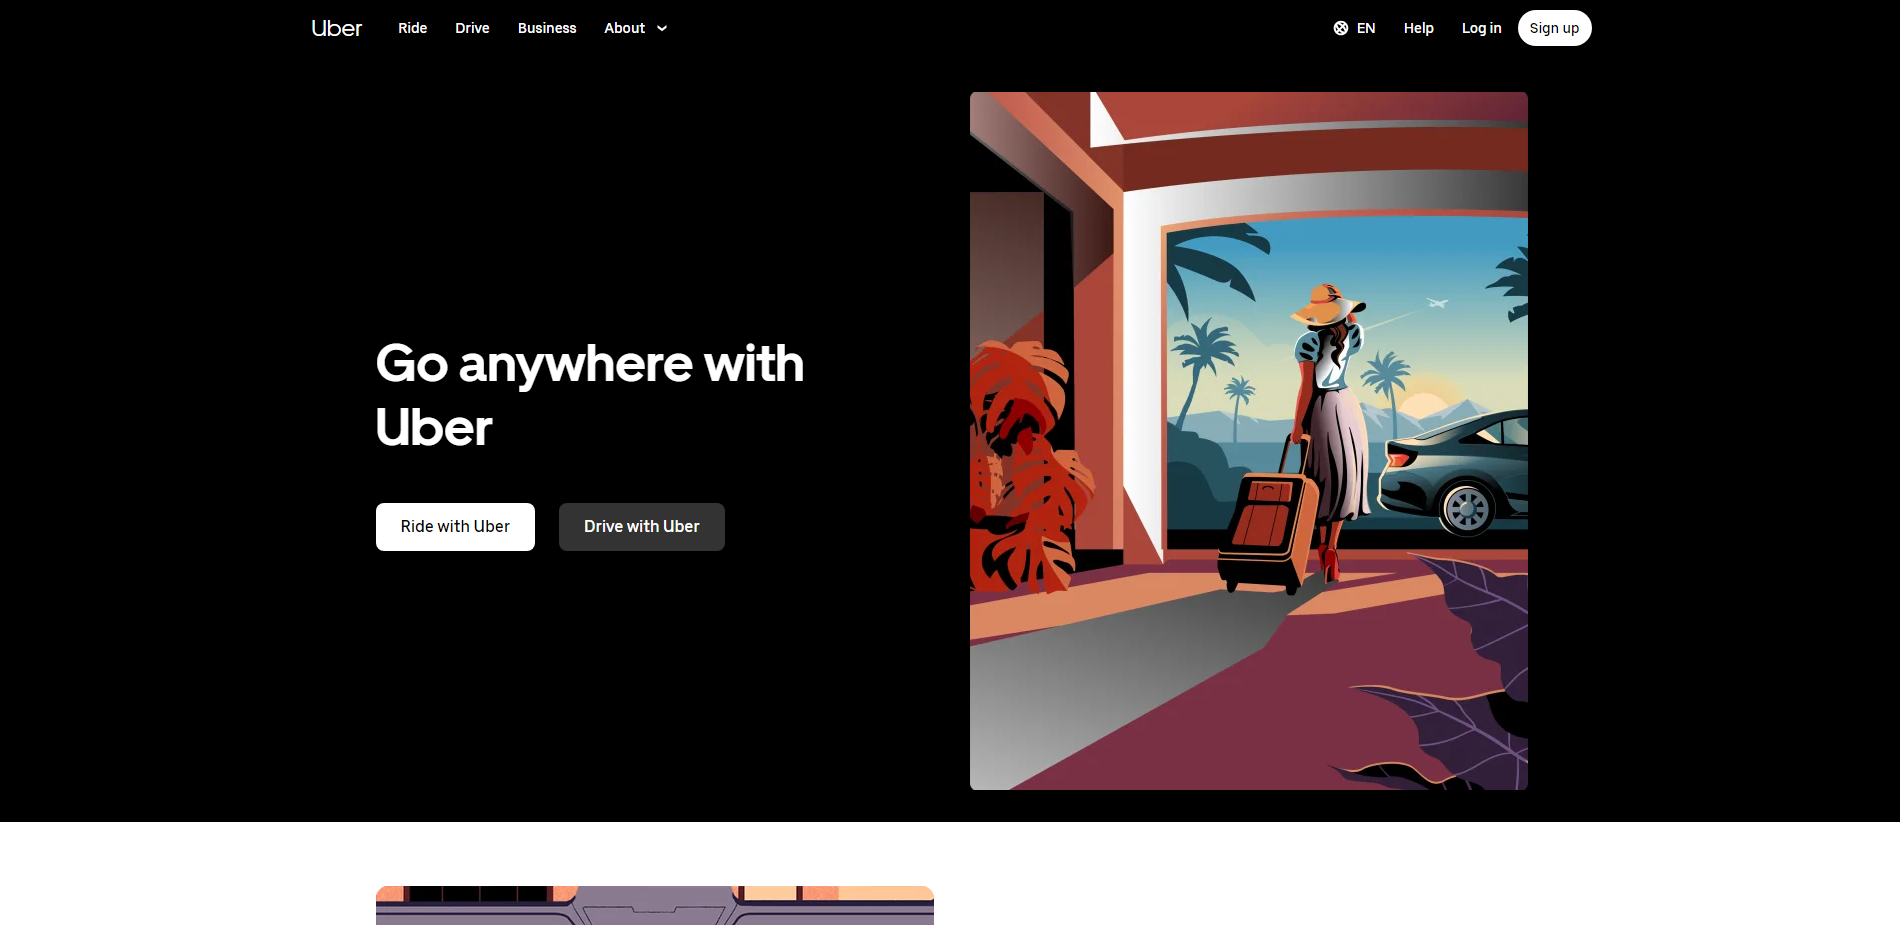 Uber Ride Drive Business About EN Help Log in Sign up
Go anywhere with
Uber
Ride with Uber Drive with Uber